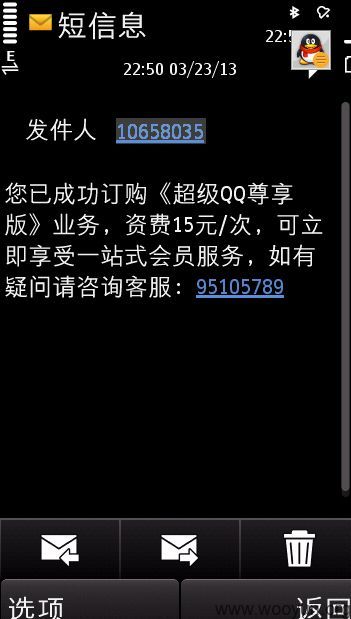 短信息
22:5
E
22:50 03/23/13
发件人 10658035
您已成功订购《超级QQ尊享
版》业务，资费15元/次，可立
即享受一站式会员服务，如有
疑问请咨询客服：95105789
选项
返回